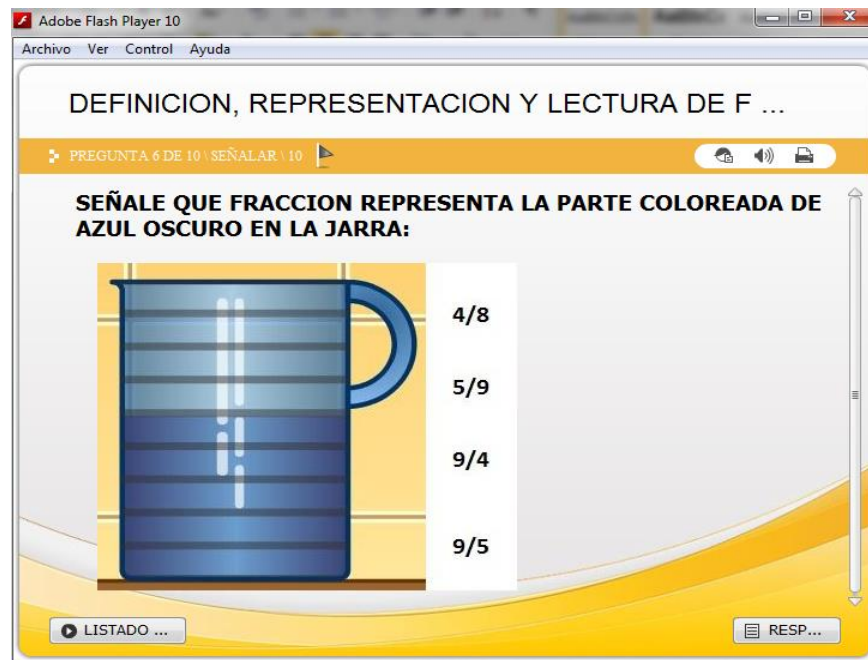 Adobe Flash Player 10
Archivo Ver Control Ayuda
DEFINICION, REPRESENTACION Y LECTURA DE F ...
PREGUNTA 6 DE 10 \ SEÑALAR \ 10
SEÑALE QUE FRACCION REPRESENTA LA PARTE COLOREADA DE
AZUL OSCURO EN LA JARRA:
4/8
5/9
9/4
9/5
LISTADO ...
RESP...